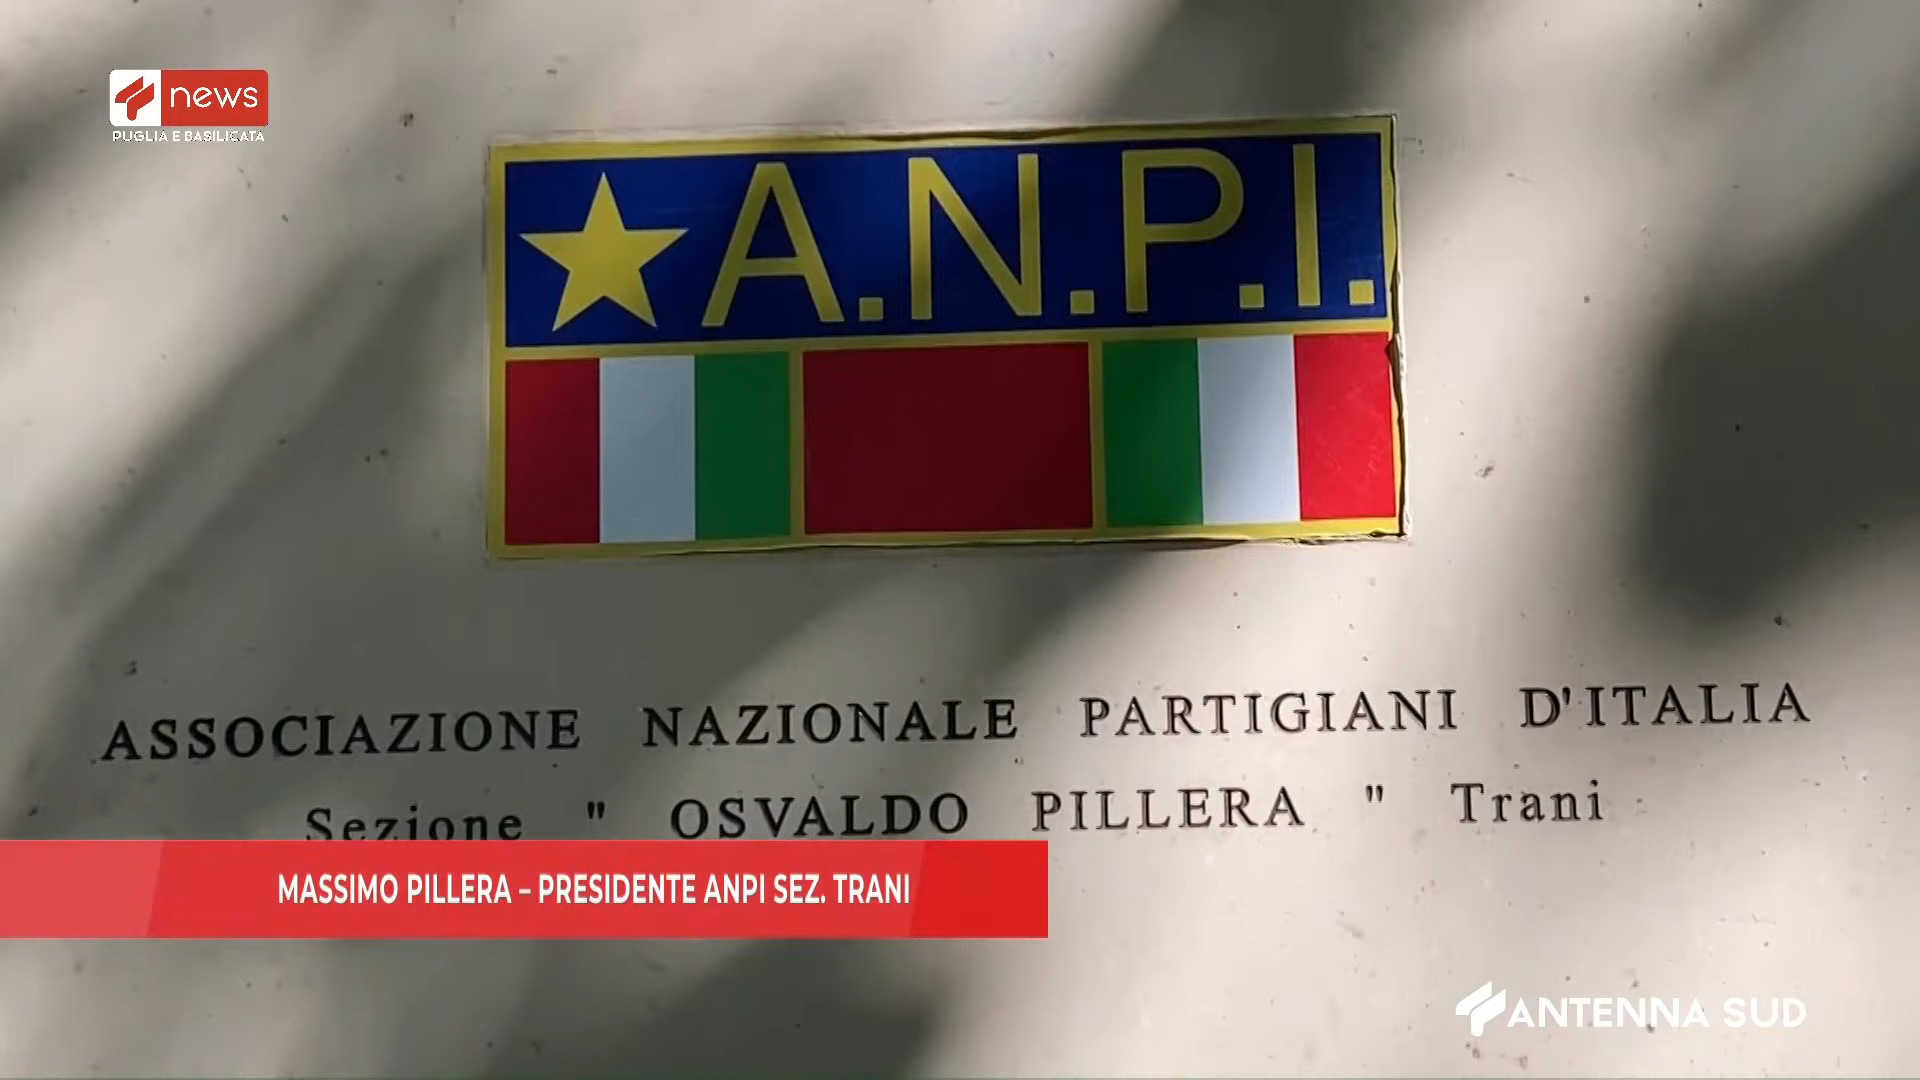 news
PUGLIA E BASILICATA
A.N.P.I.
ASSOCIAZIONE NAZIONALE PARTIGIANI D'ITALIA
Sezione " OSVALDO PILLERA " Trani
MASSIMO PILLERA – PRESIDENTE ANPI SEZ. TRANI
ANTENNA SUD